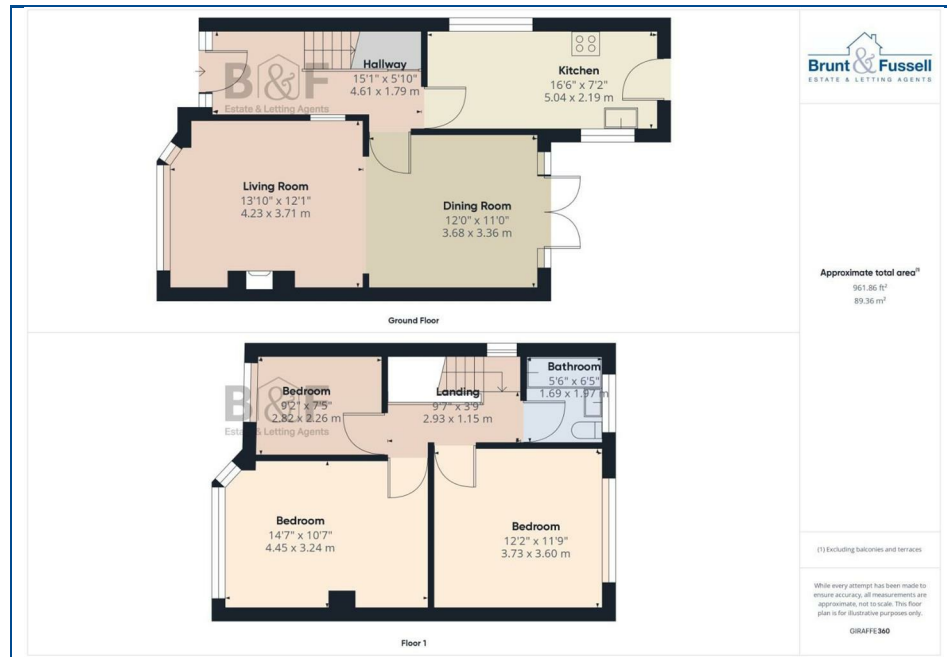 Hallway
15'1" x 5'10"
4.61 x 1.79 m
B&F
Estate & Letting Agents
Kitchen
16'6" x 7'2"
5.04 x 2.19 m
Living Room
13'10" x 12'1"
4.23 x 3.71 m
Dining Room
12'0" x 11'0"
3.68 x 3.36 m
Ground Floor
Bedroom
9'2" x 7'5"
2.82 x 2.26 m
B&F
Estate & Letting Agents
Landing
9'7" x 3'9"
2.93 x 1.15 m
Bathroom
5'6" x 6'5"
1.69 x 1.97 m
Bedroom
14'7" x 10'7"
4.45 x 3.24 m
Bedroom
12'2" x 11'9"
3.73 x 3.60 m
Floor 1
Brunt & Fussell
ESTATE & LETTING AGENTS
Approximate total area(1)
961.86 ft²
89.36 m²
(1) Excluding balconies and terraces
While every attempt has been made to
ensure accuracy, all measurements are
approximate, not to scale. This floor
plan is for illustrative purposes only.
GIRAFFE360